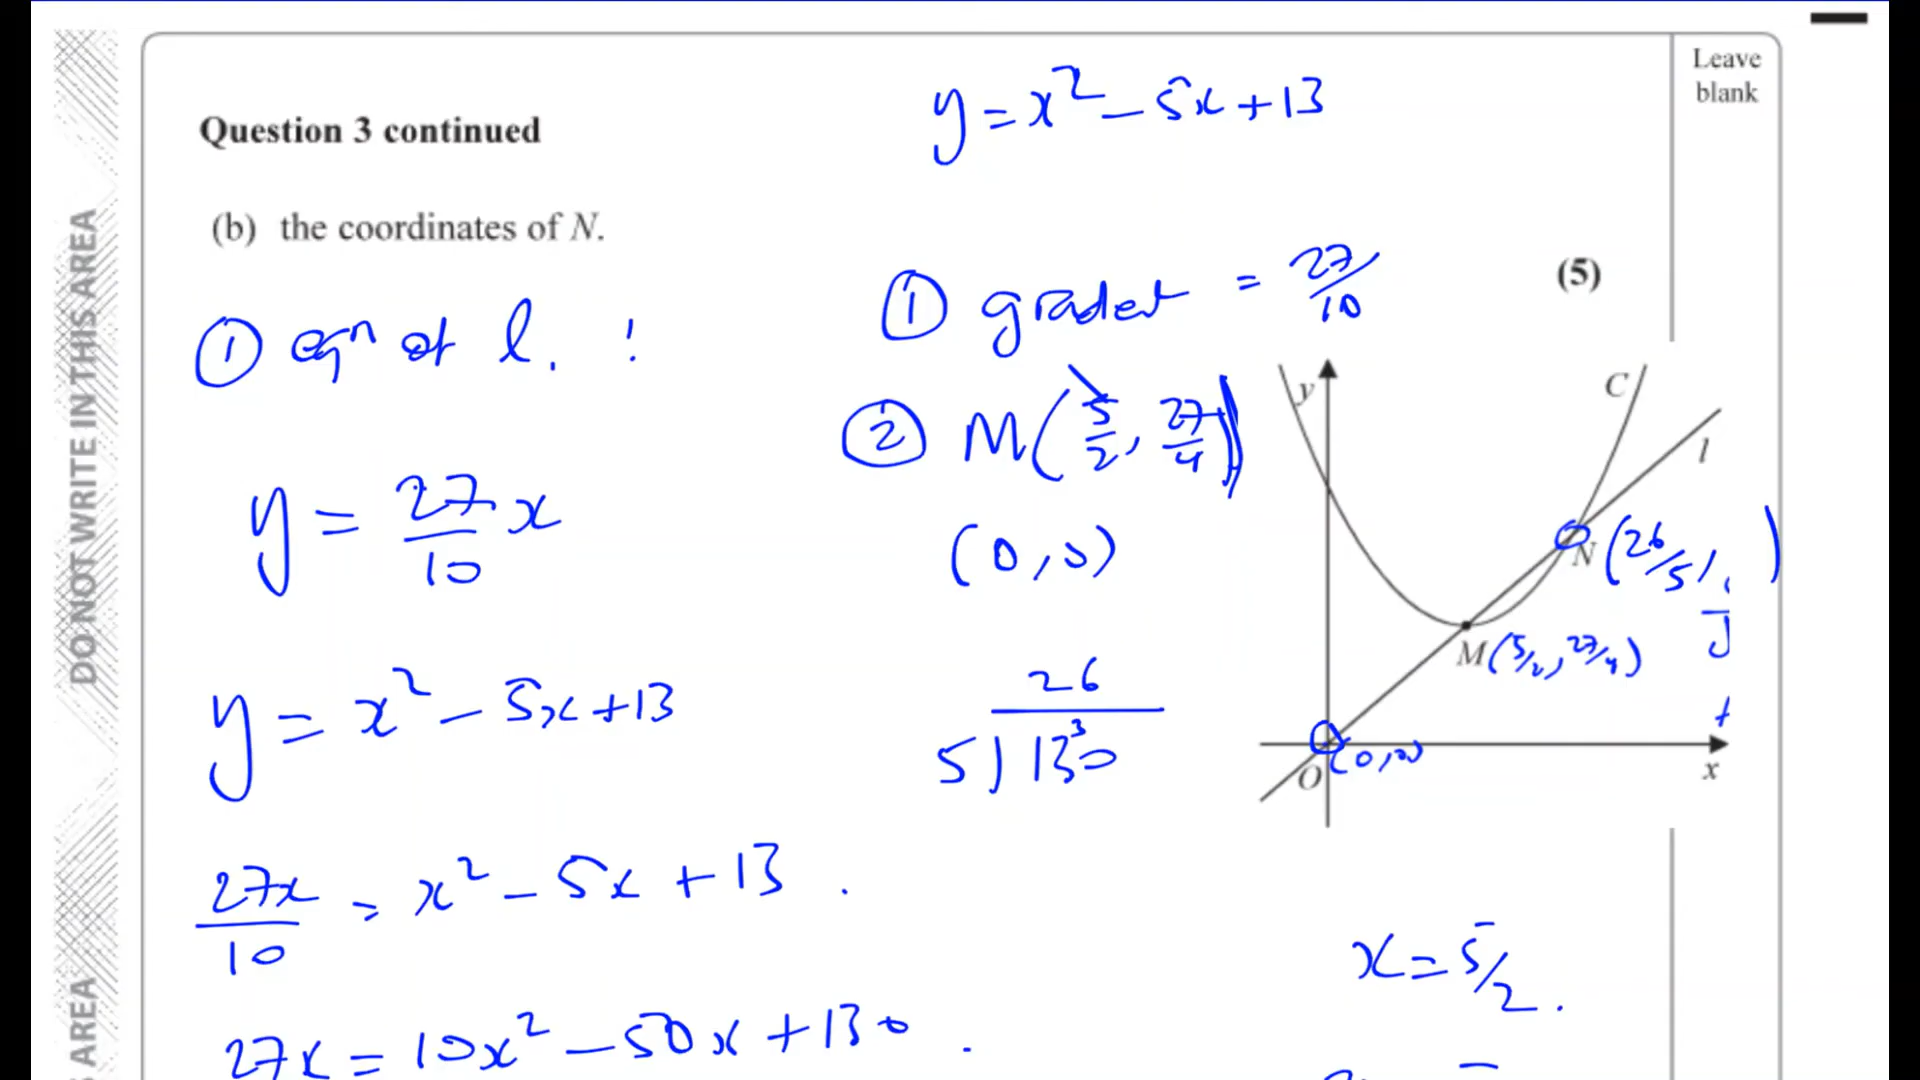 Leave
blank
y = x² - 5x + 13
Question 3 continued
(b) the coordinates of N.
(5)
① eqⁿ of l. !
① gradet = 27/10
② M(5/2, 27/4)
(0,0)
y = 27/10 x
y = x² - 5x + 13
26
5)13³0
27x/10 = x² - 5x + 13 .
27x = 10x² - 50x + 130 .
y
C
l
N (26/5, )
M(5/2, 27/4)
O (0,0)
x
x = 5/2 .
DO NOT WRITE IN THIS AREA
AREA